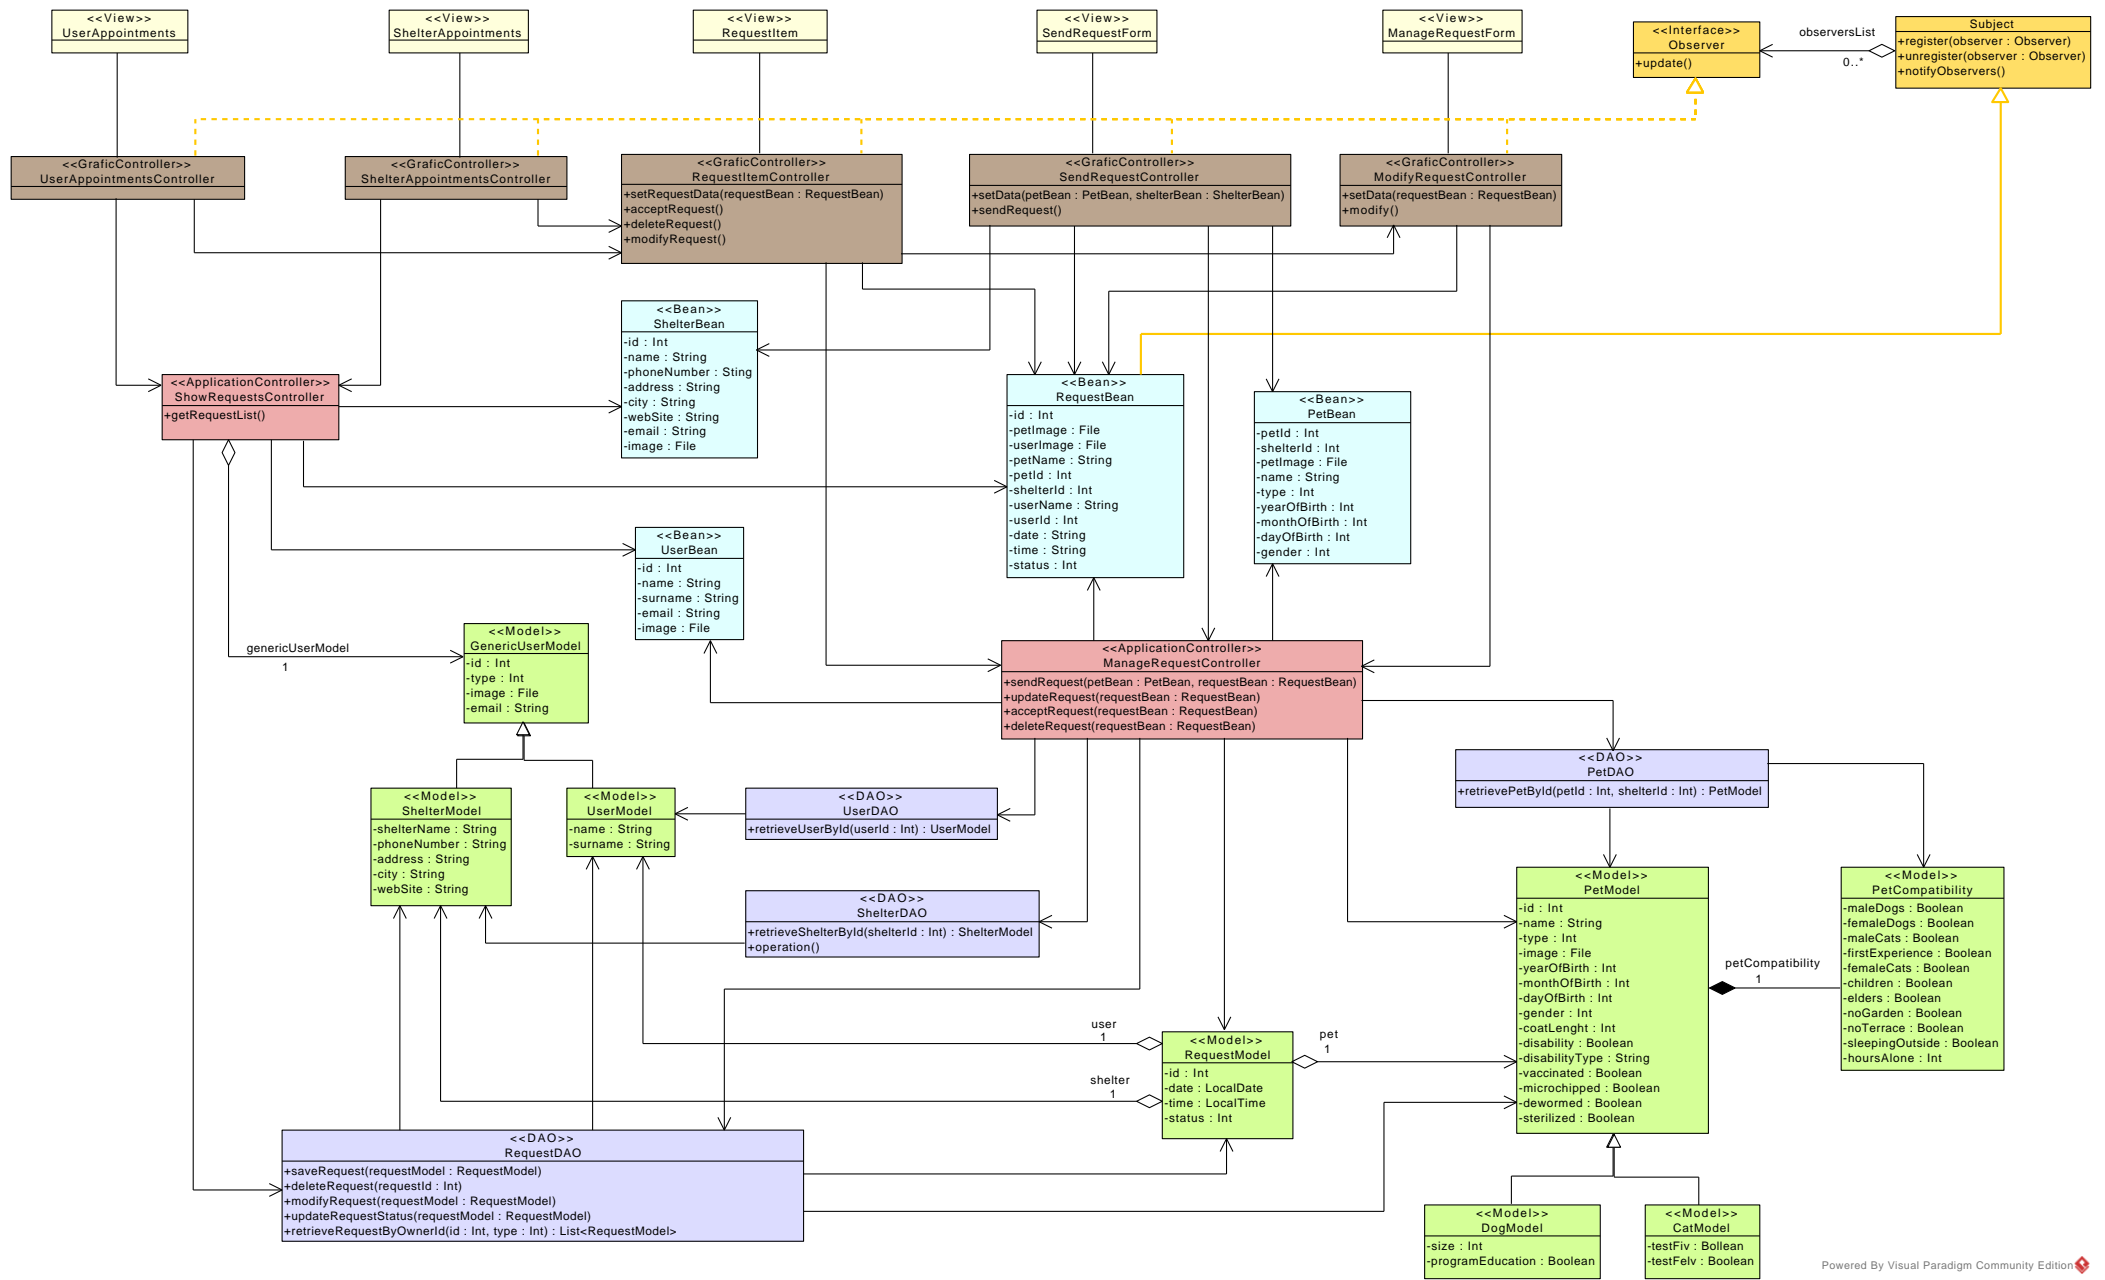 <<View>>
UserAppointments
<<View>>
ShelterAppointments
<<View>>
RequestItem
<<View>>
SendRequestForm
<<View>>
ManageRequestForm
<<Interface>>
Observer
+update()
observersList
0..*
Subject
+register(observer : Observer)
+unregister(observer : Observer)
+notifyObservers()
<<GraficController>>
UserAppointmentsController
<<GraficController>>
ShelterAppointmentsController
<<GraficController>>
RequestItemController
+setRequestData(requestBean : RequestBean)
+acceptRequest()
+deleteRequest()
+modifyRequest()
<<GraficController>>
SendRequestController
+setData(petBean : PetBean, shelterBean : ShelterBean)
+sendRequest()
<<GraficController>>
ModifyRequestController
+setData(requestBean : RequestBean)
+modify()
<<Bean>>
ShelterBean
-id : Int
-name : String
-phoneNumber : Sting
-address : String
-city : String
-webSite : String
-email : String
-image : File
<<ApplicationController>>
ShowRequestsController
+getRequestList()
<<Bean>>
RequestBean
-id : Int
-petImage : File
-userImage : File
-petName : String
-petId : Int
-shelterId : Int
-userName : String
-userId : Int
-date : String
-time : String
-status : Int
<<Bean>>
PetBean
-petId : Int
-shelterId : Int
-petImage : File
-name : String
-type : Int
-yearOfBirth : Int
-monthOfBirth : Int
-dayOfBirth : Int
-gender : Int
<<Bean>>
UserBean
-id : Int
-name : String
-surname : String
-email : String
-image : File
genericUserModel
1
<<Model>>
GenericUserModel
-id : Int
-type : Int
-image : File
-email : String
<<ApplicationController>>
ManageRequestController
+sendRequest(petBean : PetBean, requestBean : RequestBean)
+updateRequest(requestBean : RequestBean)
+acceptRequest(requestBean : RequestBean)
+deleteRequest(requestBean : RequestBean)
<<DAO>>
PetDAO
+retrievePetById(petId : Int, shelterId : Int) : PetModel
<<Model>>
ShelterModel
-shelterName : String
-phoneNumber : String
-address : String
-city : String
-webSite : String
<<Model>>
UserModel
-name : String
-surname : String
<<DAO>>
UserDAO
+retrieveUserById(userId : Int) : UserModel
<<DAO>>
ShelterDAO
+retrieveShelterById(shelterId : Int) : ShelterModel
+operation()
<<Model>>
PetModel
-id : Int
-name : String
-type : Int
-image : File
-yearOfBirth : Int
-monthOfBirth : Int
-dayOfBirth : Int
-gender : Int
-coatLenght : Int
-disability : Boolean
-disabilityType : String
-vaccinated : Boolean
-microchipped : Boolean
-dewormed : Boolean
-sterilized : Boolean
petCompatibility
1
<<Model>>
PetCompatibility
-maleDogs : Boolean
-femaleDogs : Boolean
-maleCats : Boolean
-firstExperience : Boolean
-femaleCats : Boolean
-children : Boolean
-elders : Boolean
-noGarden : Boolean
-noTerrace : Boolean
-sleepingOutside : Boolean
-hoursAlone : Int
user
1
shelter
1
pet
1
<<Model>>
RequestModel
-id : Int
-date : LocalDate
-time : LocalTime
-status : Int
<<DAO>>
RequestDAO
+saveRequest(requestModel : RequestModel)
+deleteRequest(requestId : Int)
+modifyRequest(requestModel : RequestModel)
+updateRequestStatus(requestModel : RequestModel)
+retrieveRequestByOwnerId(id : Int, type : Int) : List<RequestModel>
<<Model>>
DogModel
-size : Int
-programEducation : Boolean
<<Model>>
CatModel
-testFiv : Bollean
-testFelv : Boolean
Powered By Visual Paradigm Community Edition